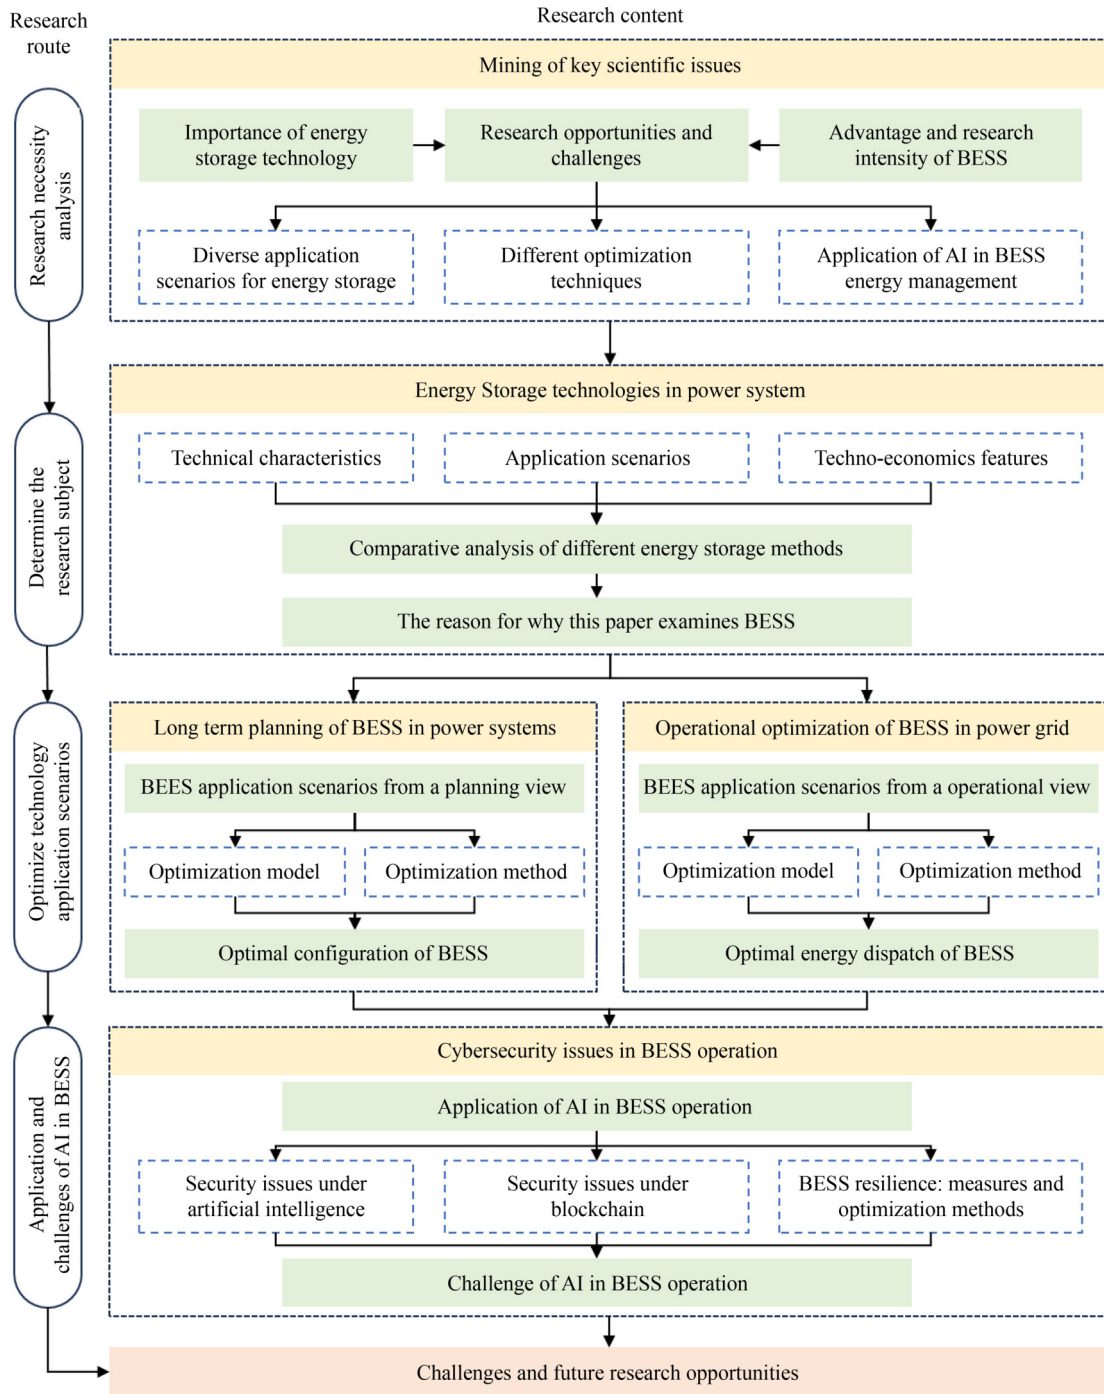 Research
route
Research content
Mining of key scientific issues
Research necessity
analysis
Importance of energy
storage technology
Research opportunities and
challenges
Advantage and research
intensity of BESS
Diverse application
scenarios for energy storage
Different optimization
techniques
Application of AI in BESS
energy management
Energy Storage technologies in power system
Determine the
research subject
Technical characteristics
Application scenarios
Techno-economics features
Comparative analysis of different energy storage methods
The reason for why this paper examines BESS
Optimize technology
application scenarios
Long term planning of BESS in power systems
BEES application scenarios from a planning view
Optimization model
Optimization method
Optimal configuration of BESS
Operational optimization of BESS in power grid
BEES application scenarios from a operational view
Optimization model
Optimization method
Optimal energy dispatch of BESS
Application and
challenges of AI in BESS
Cybersecurity issues in BESS operation
Application of AI in BESS operation
Security issues under
artificial intelligence
Security issues under
blockchain
BESS resilience: measures and
optimization methods
Challenge of AI in BESS operation
Challenges and future research opportunities